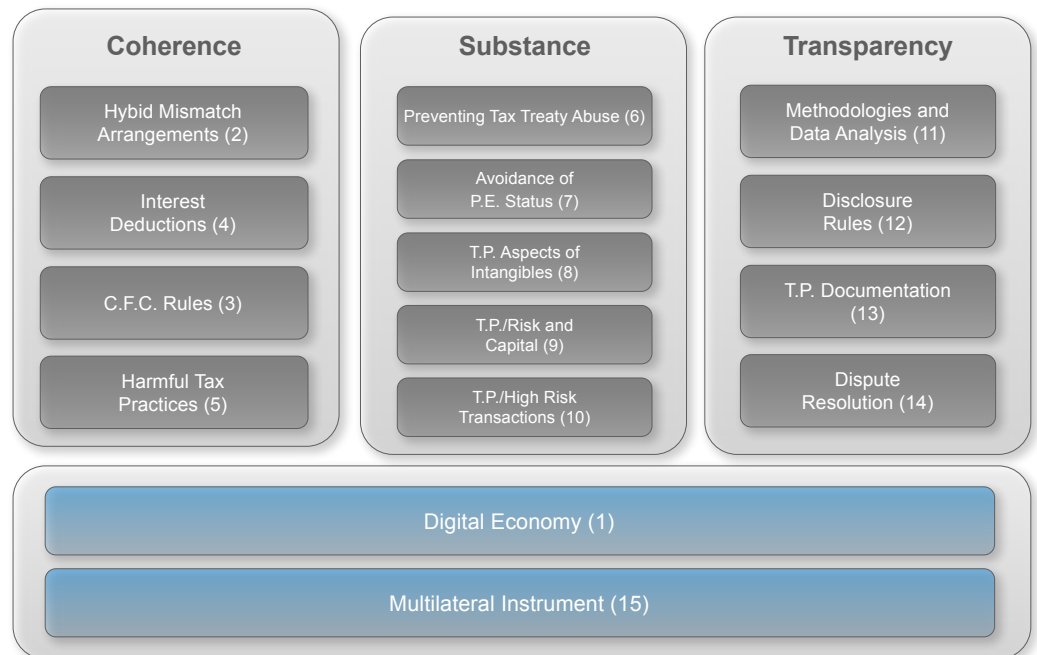 Coherence
Hybid Mismatch
Arrangements (2)
Interest
Deductions (4)
C.F.C. Rules (3)
Harmful Tax
Practices (5)
Substance
Preventing Tax Treaty Abuse (6)
Avoidance of
P.E. Status (7)
T.P. Aspects of
Intangibles (8)
T.P./Risk and
Capital (9)
T.P./High Risk
Transactions (10)
Transparency
Methodologies and
Data Analysis (11)
Disclosure
Rules (12)
T.P. Documentation
(13)
Dispute
Resolution (14)
Digital Economy (1)
Multilateral Instrument (15)